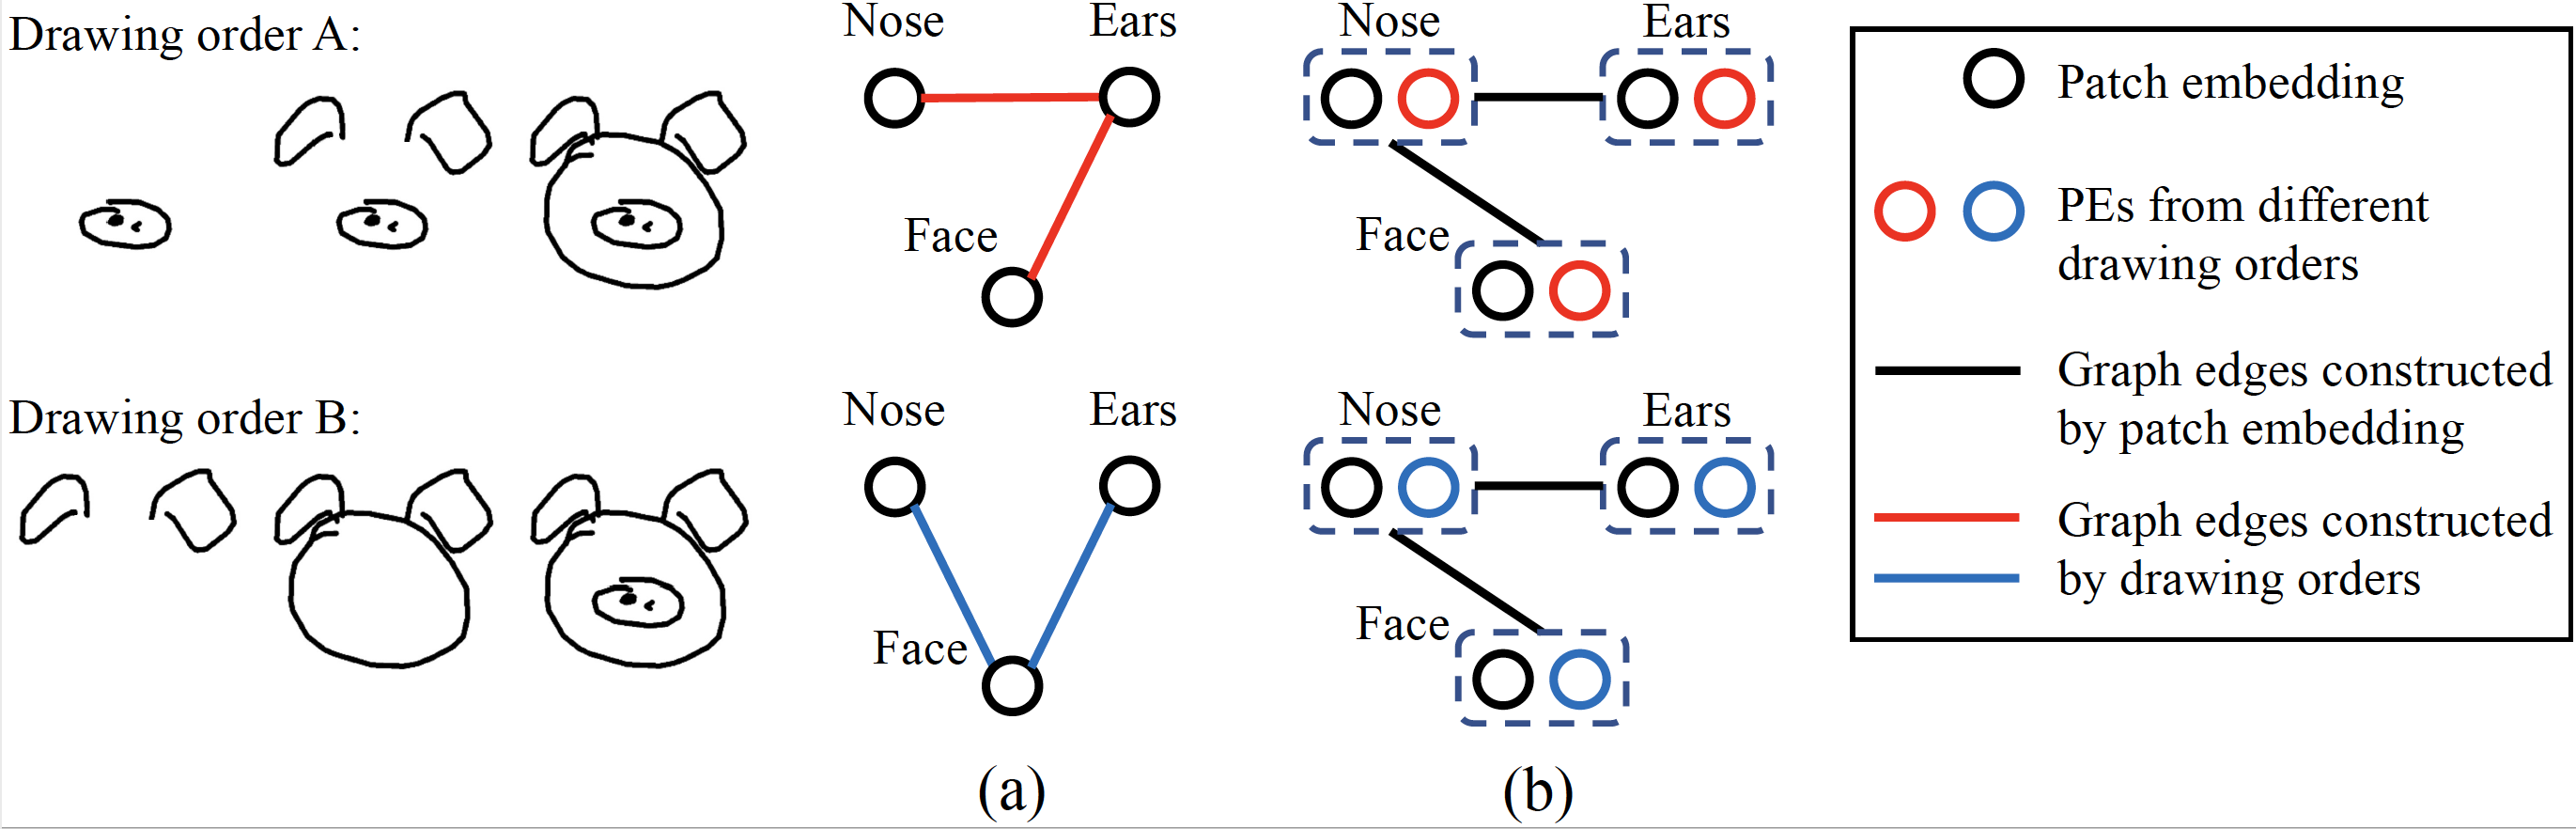 Drawing order A:
Nose
Ears
Face
Nose
Ears
Face
Drawing order B:
Nose
Ears
Face
Nose
Ears
Face
(a)
(b)
Patch embedding
PEs from different
drawing orders
Graph edges constructed
by patch embedding
Graph edges constructed
by drawing orders